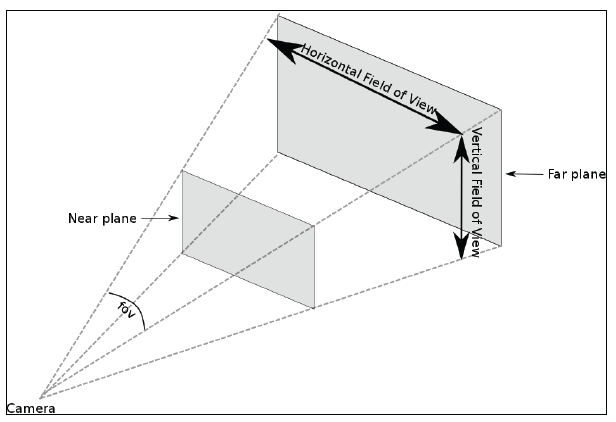 Horizontal Field of View
Vertical Field of View
Far plane
Near plane
fov
Camera